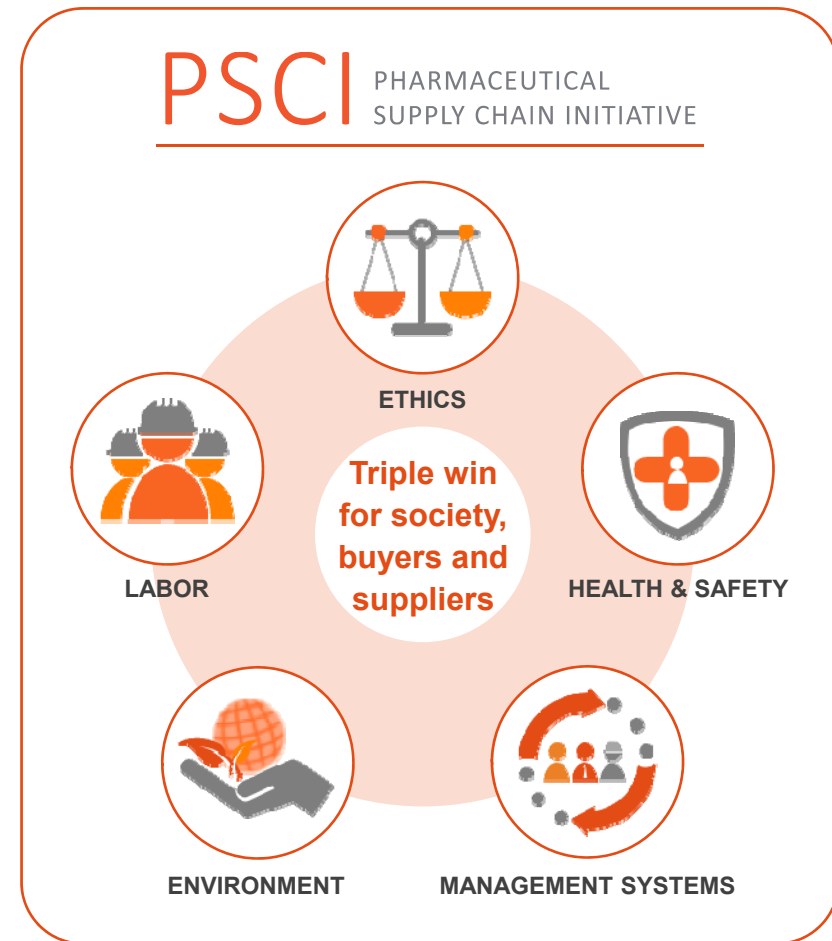 PSCI
PHARMACEUTICAL
SUPPLY CHAIN INITIATIVE
ETHICS
Triple win
for society,
buyers and
suppliers
LABOR
HEALTH & SAFETY
ENVIRONMENT
MANAGEMENT SYSTEMS